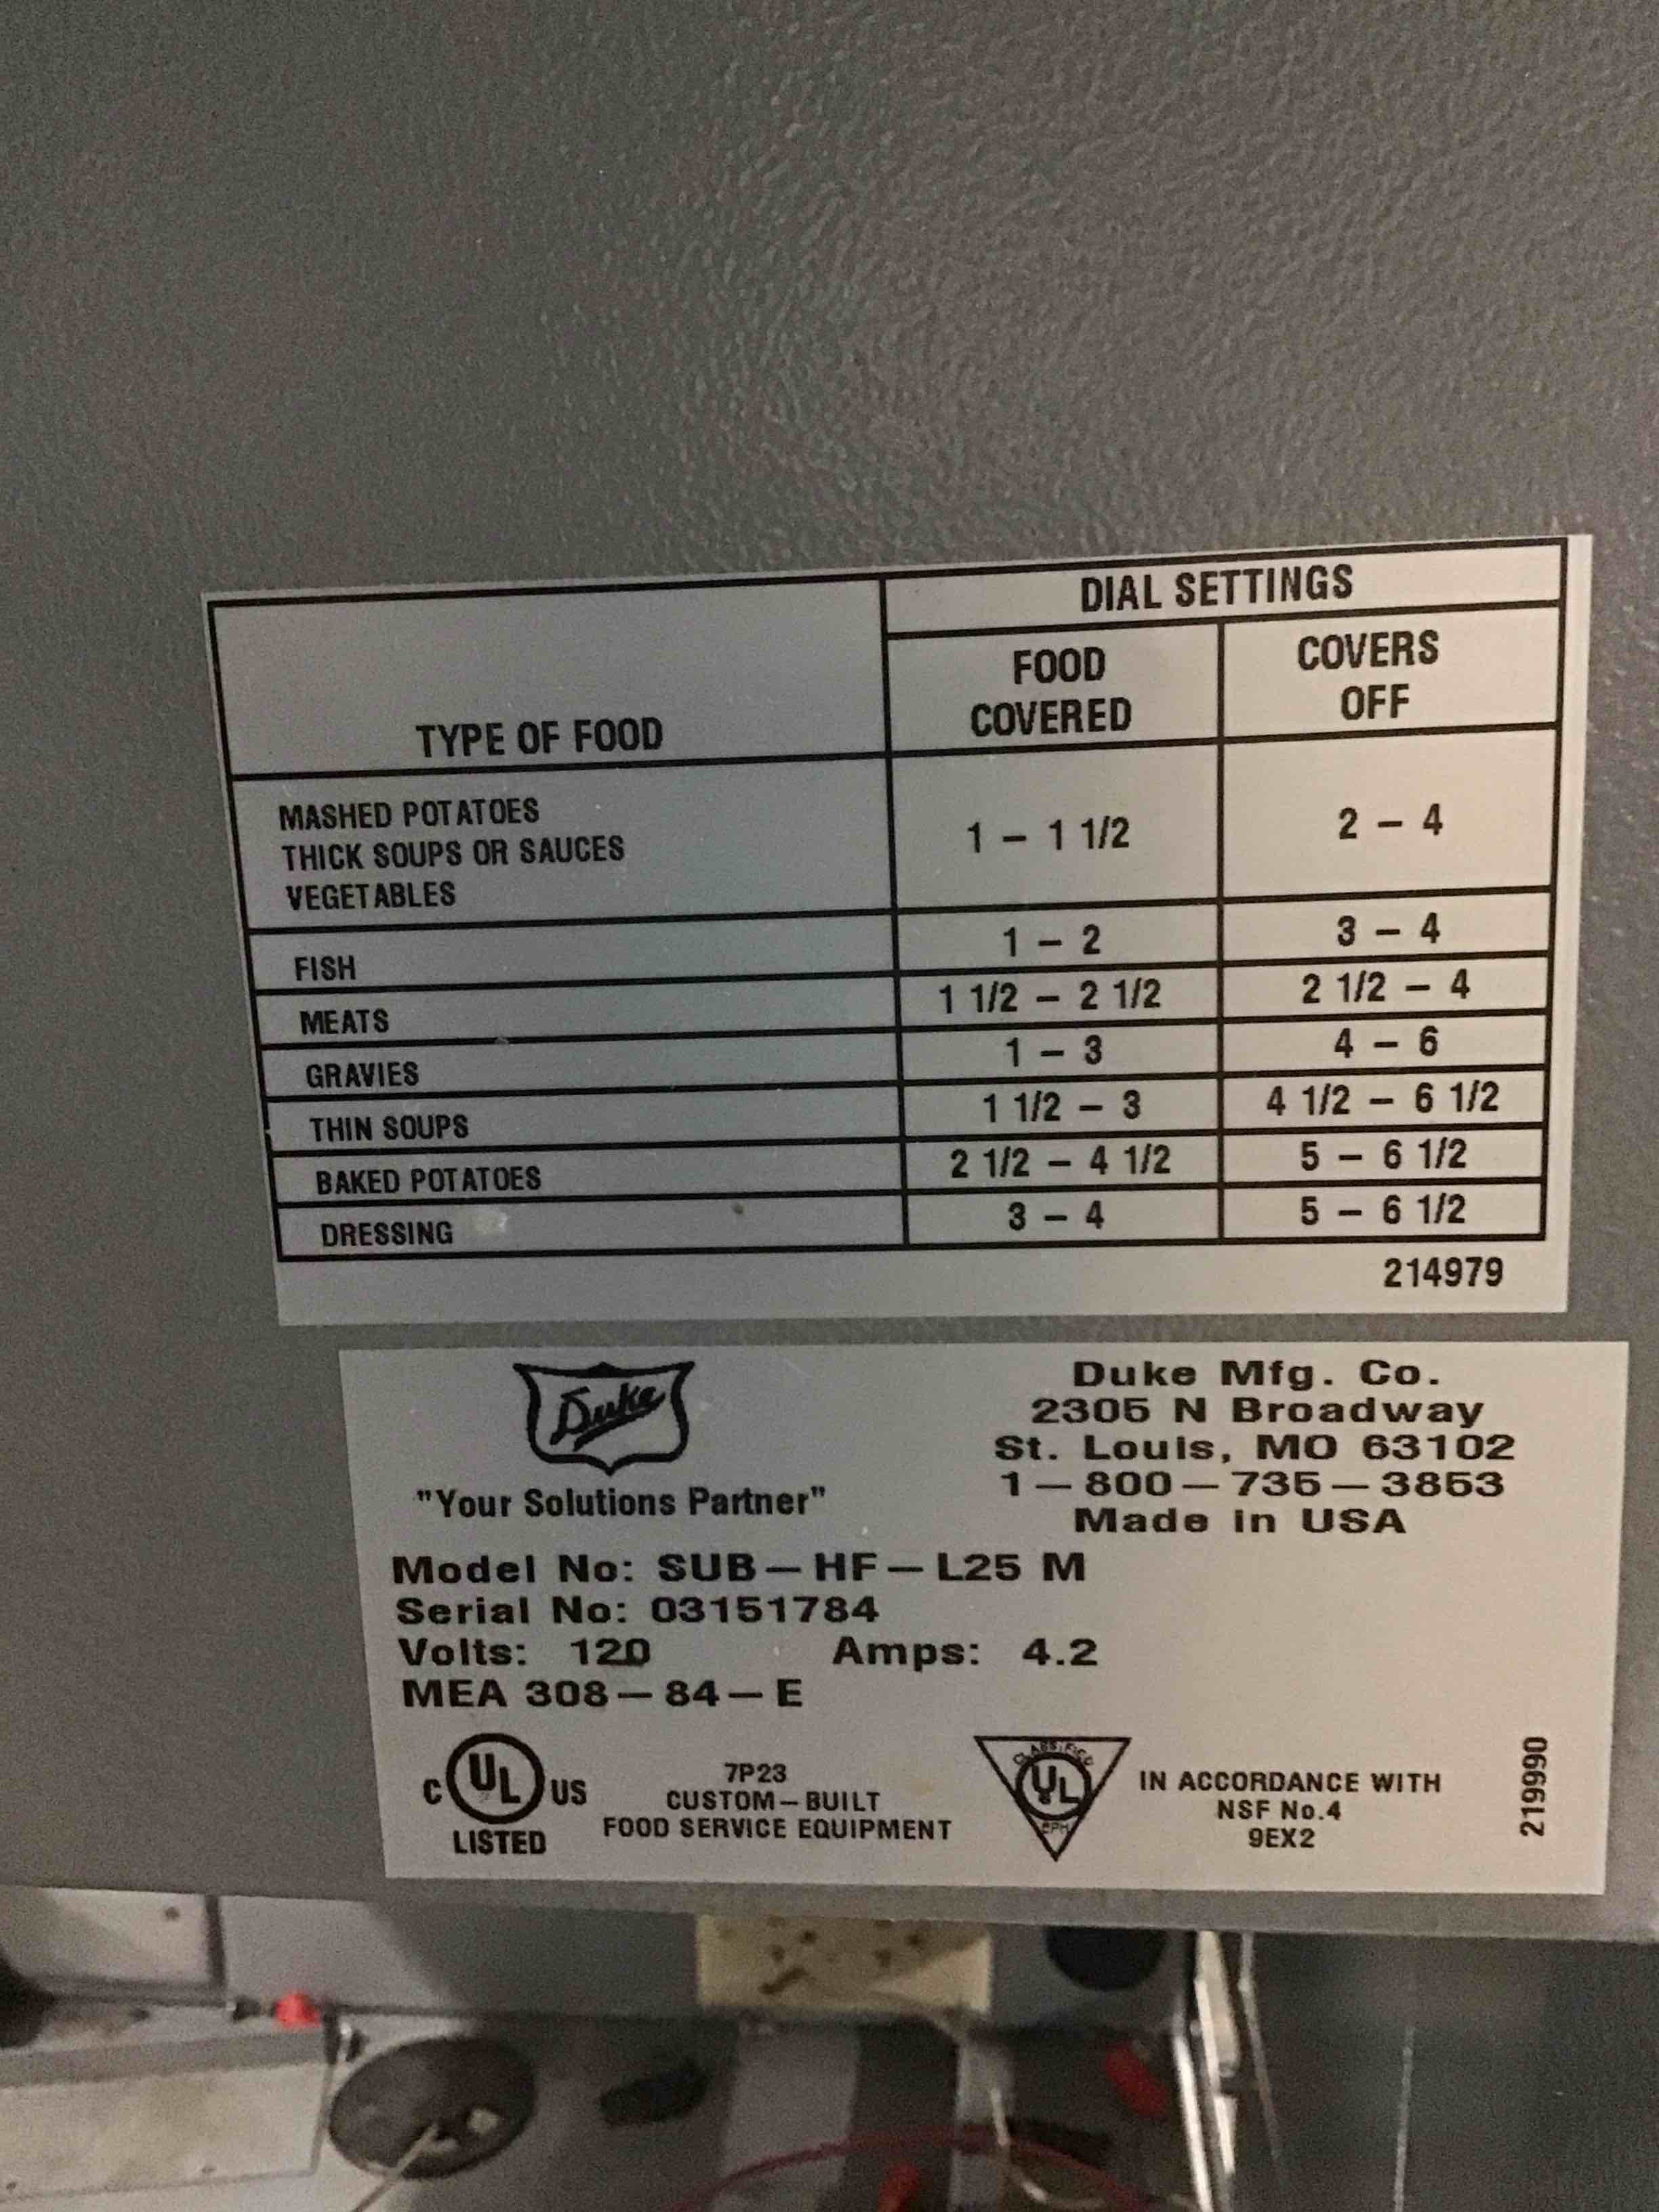 DIAL SETTINGS
TYPE OF FOOD
FOOD COVERED
COVERS OFF
MASHED POTATOES
THICK SOUPS OR SAUCES
VEGETABLES
1 – 1 1/2
2 – 4
FISH 1 – 2 3 – 4
MEATS 1 1/2 – 2 1/2 2 1/2 – 4
GRAVIES 1 – 3 4 – 6
THIN SOUPS 1 1/2 – 3 4 1/2 – 6 1/2
BAKED POTATOES 2 1/2 – 4 1/2 5 – 6 1/2
DRESSING 3 – 4 5 – 6 1/2
214979
Duke
"Your Solutions Partner"
Duke Mfg. Co.
2305 N Broadway
St. Louis, MO 63102
1–800–735–3853
Made in USA
Model No: SUB–HF–L25 M
Serial No: 03151784
Volts: 120 Amps: 4.2
MEA 308–84–E
C UL US
LISTED
7P23
CUSTOM–BUILT
FOOD SERVICE EQUIPMENT
CLASSIFIED
UL
EPH
IN ACCORDANCE WITH
NSF No.4
9EX2
219990